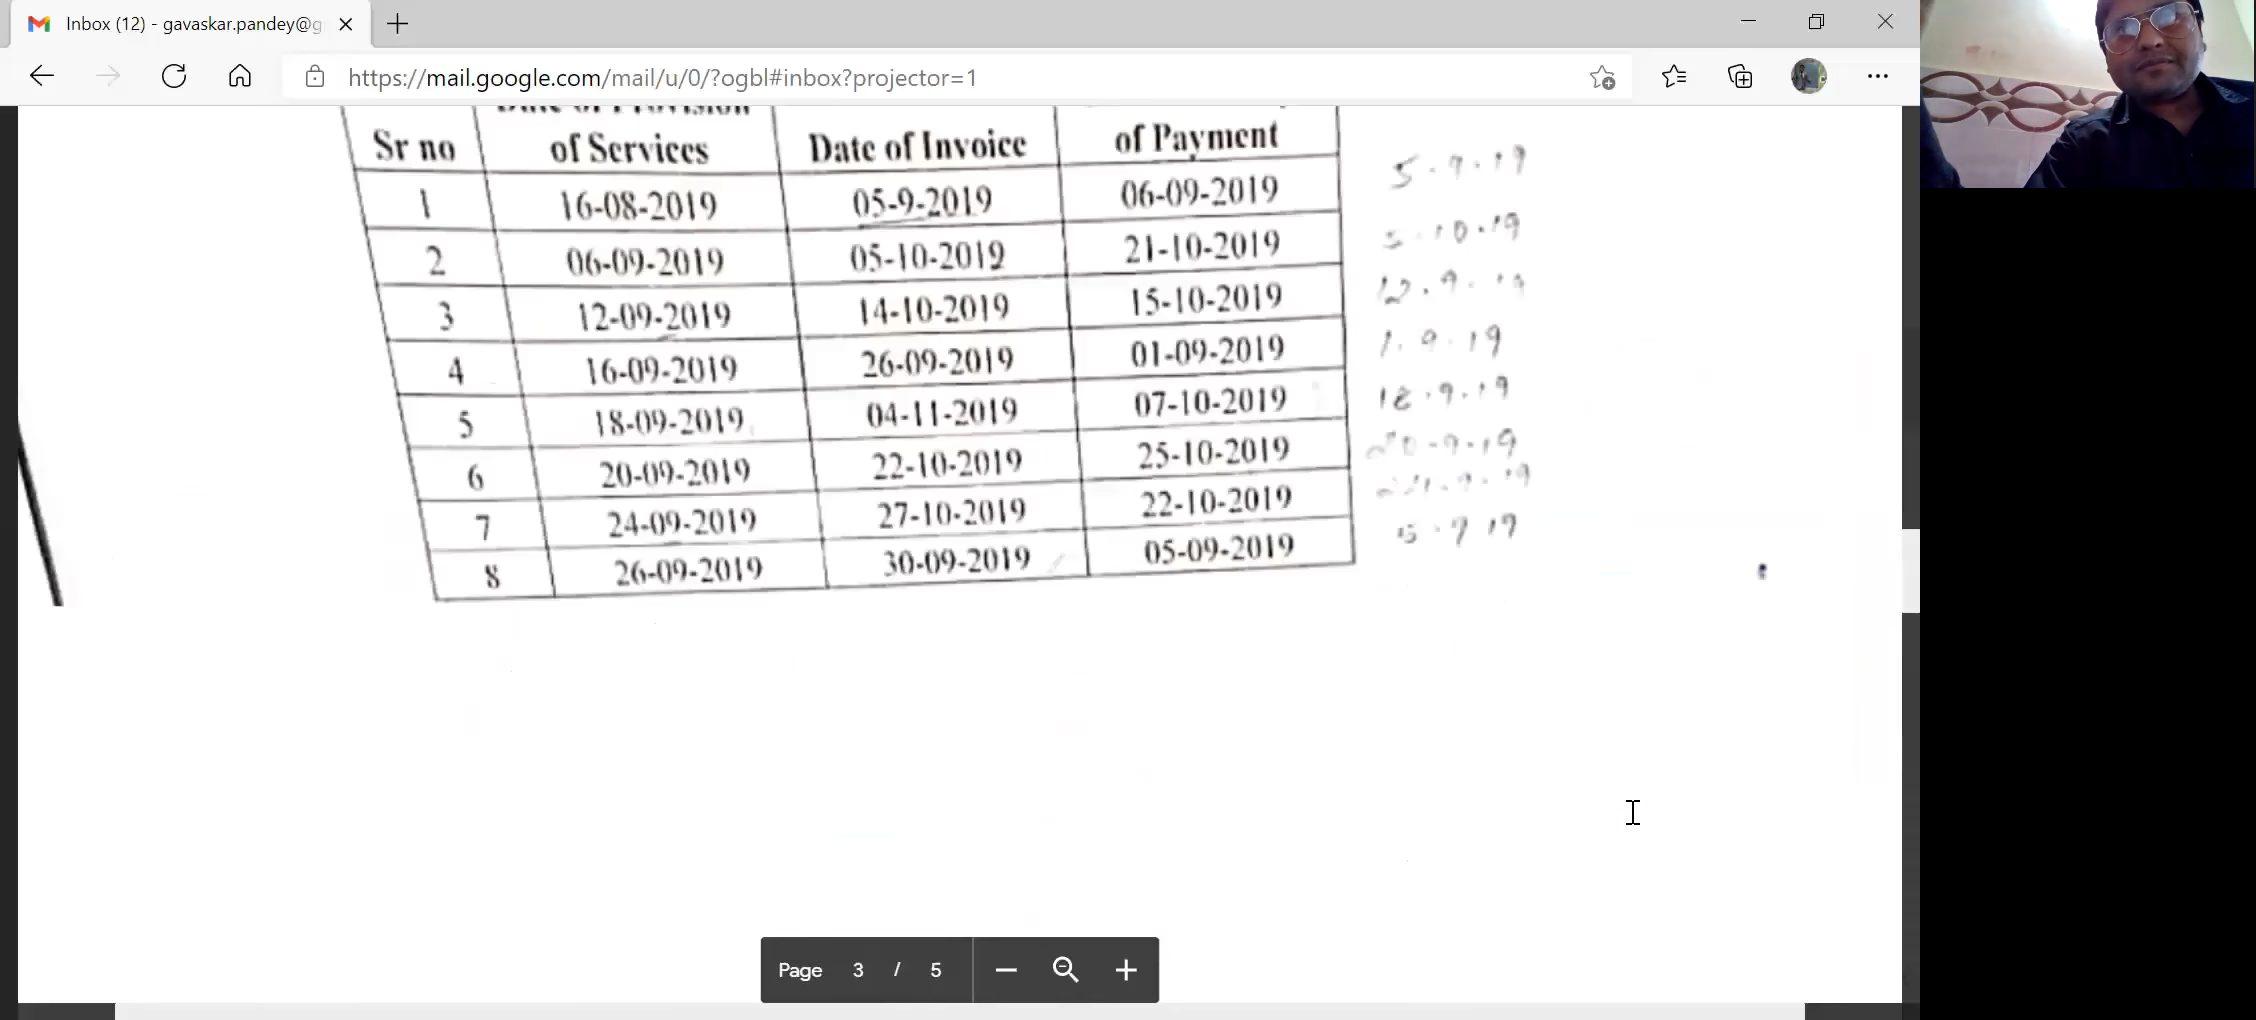 Inbox (12) - gavaskar.pandey@g
https://mail.google.com/mail/u/0/?ogbl#inbox?projector=1
Date of Provision
Sr no of Services Date of Invoice of Payment
1 16-08-2019 05-9-2019 06-09-2019 5.9.19
2 06-09-2019 05-10-2019 21-10-2019 5.10.19
3 12-09-2019 14-10-2019 15-10-2019 12.9.19
4 16-09-2019 26-09-2019 01-09-2019 1.9.19
5 18-09-2019 04-11-2019 07-10-2019 18.9.19
6 20-09-2019 22-10-2019 25-10-2019 20.9.19
7 24-09-2019 27-10-2019 22-10-2019
8 26-09-2019 30-09-2019 05-09-2019
Page 3 / 5